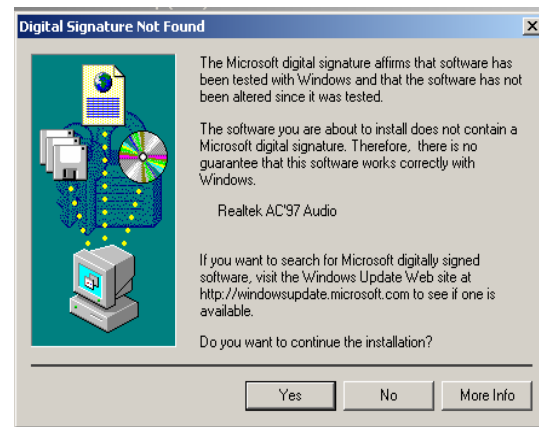 Digital Signature Not Found
The Microsoft digital signature affirms that software has
been tested with Windows and that the software has not
been altered since it was tested.
The software you are about to install does not contain a
Microsoft digital signature. Therefore, there is no
guarantee that this software works correctly with
Windows.
Realtek AC'97 Audio
If you want to search for Microsoft digitally signed
software, visit the Windows Update Web site at
http://windowsupdate.microsoft.com to see if one is
available.
Do you want to continue the installation?
Yes No More Info